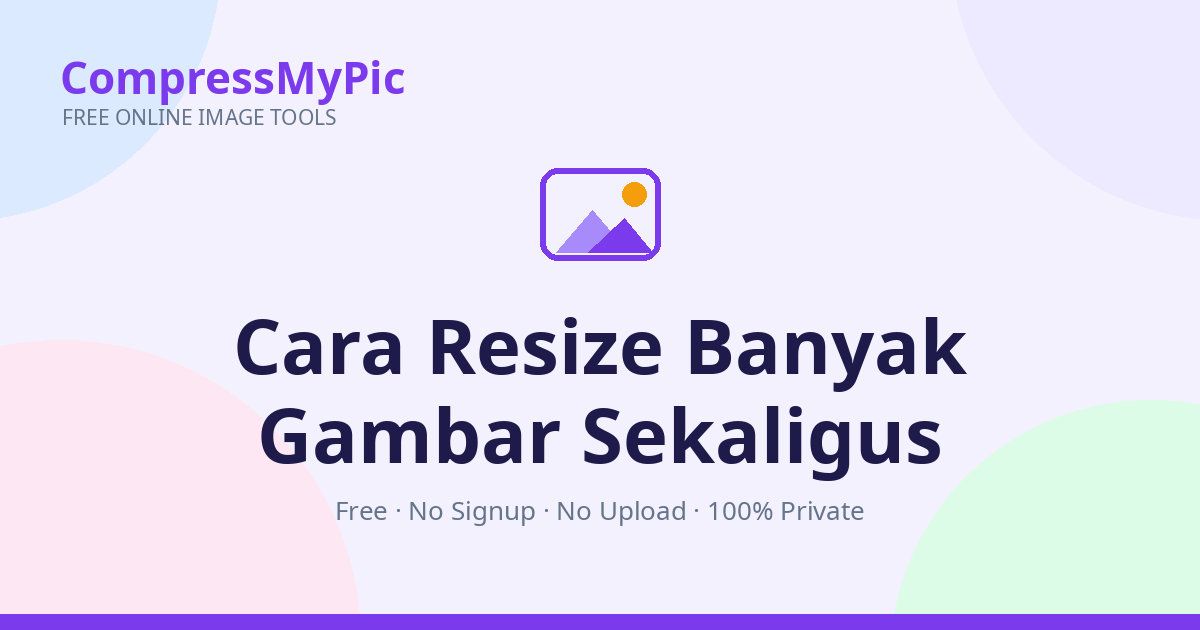 CompressMyPic
FREE ONLINE IMAGE TOOLS
Cara Resize Banyak
Gambar Sekaligus
Free · No Signup · No Upload · 100% Private